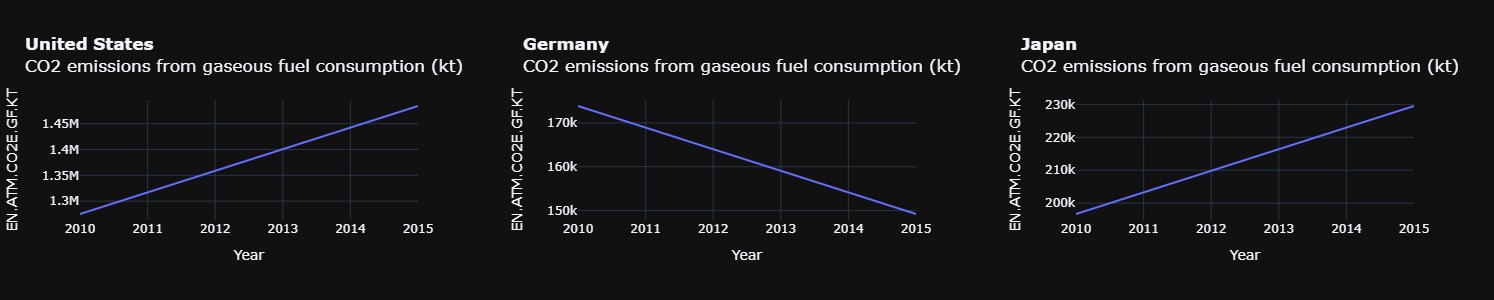 United States
CO2 emissions from gaseous fuel consumption (kt)
EN.ATM.CO2E.GF.KT
1.45M
1.4M
1.35M
1.3M
2010 2011 2012 2013 2014 2015
Year
Germany
CO2 emissions from gaseous fuel consumption (kt)
EN.ATM.CO2E.GF.KT
170k
160k
150k
2010 2011 2012 2013 2014 2015
Year
Japan
CO2 emissions from gaseous fuel consumption (kt)
EN.ATM.CO2E.GF.KT
230k
220k
210k
200k
2010 2011 2012 2013 2014 2015
Year